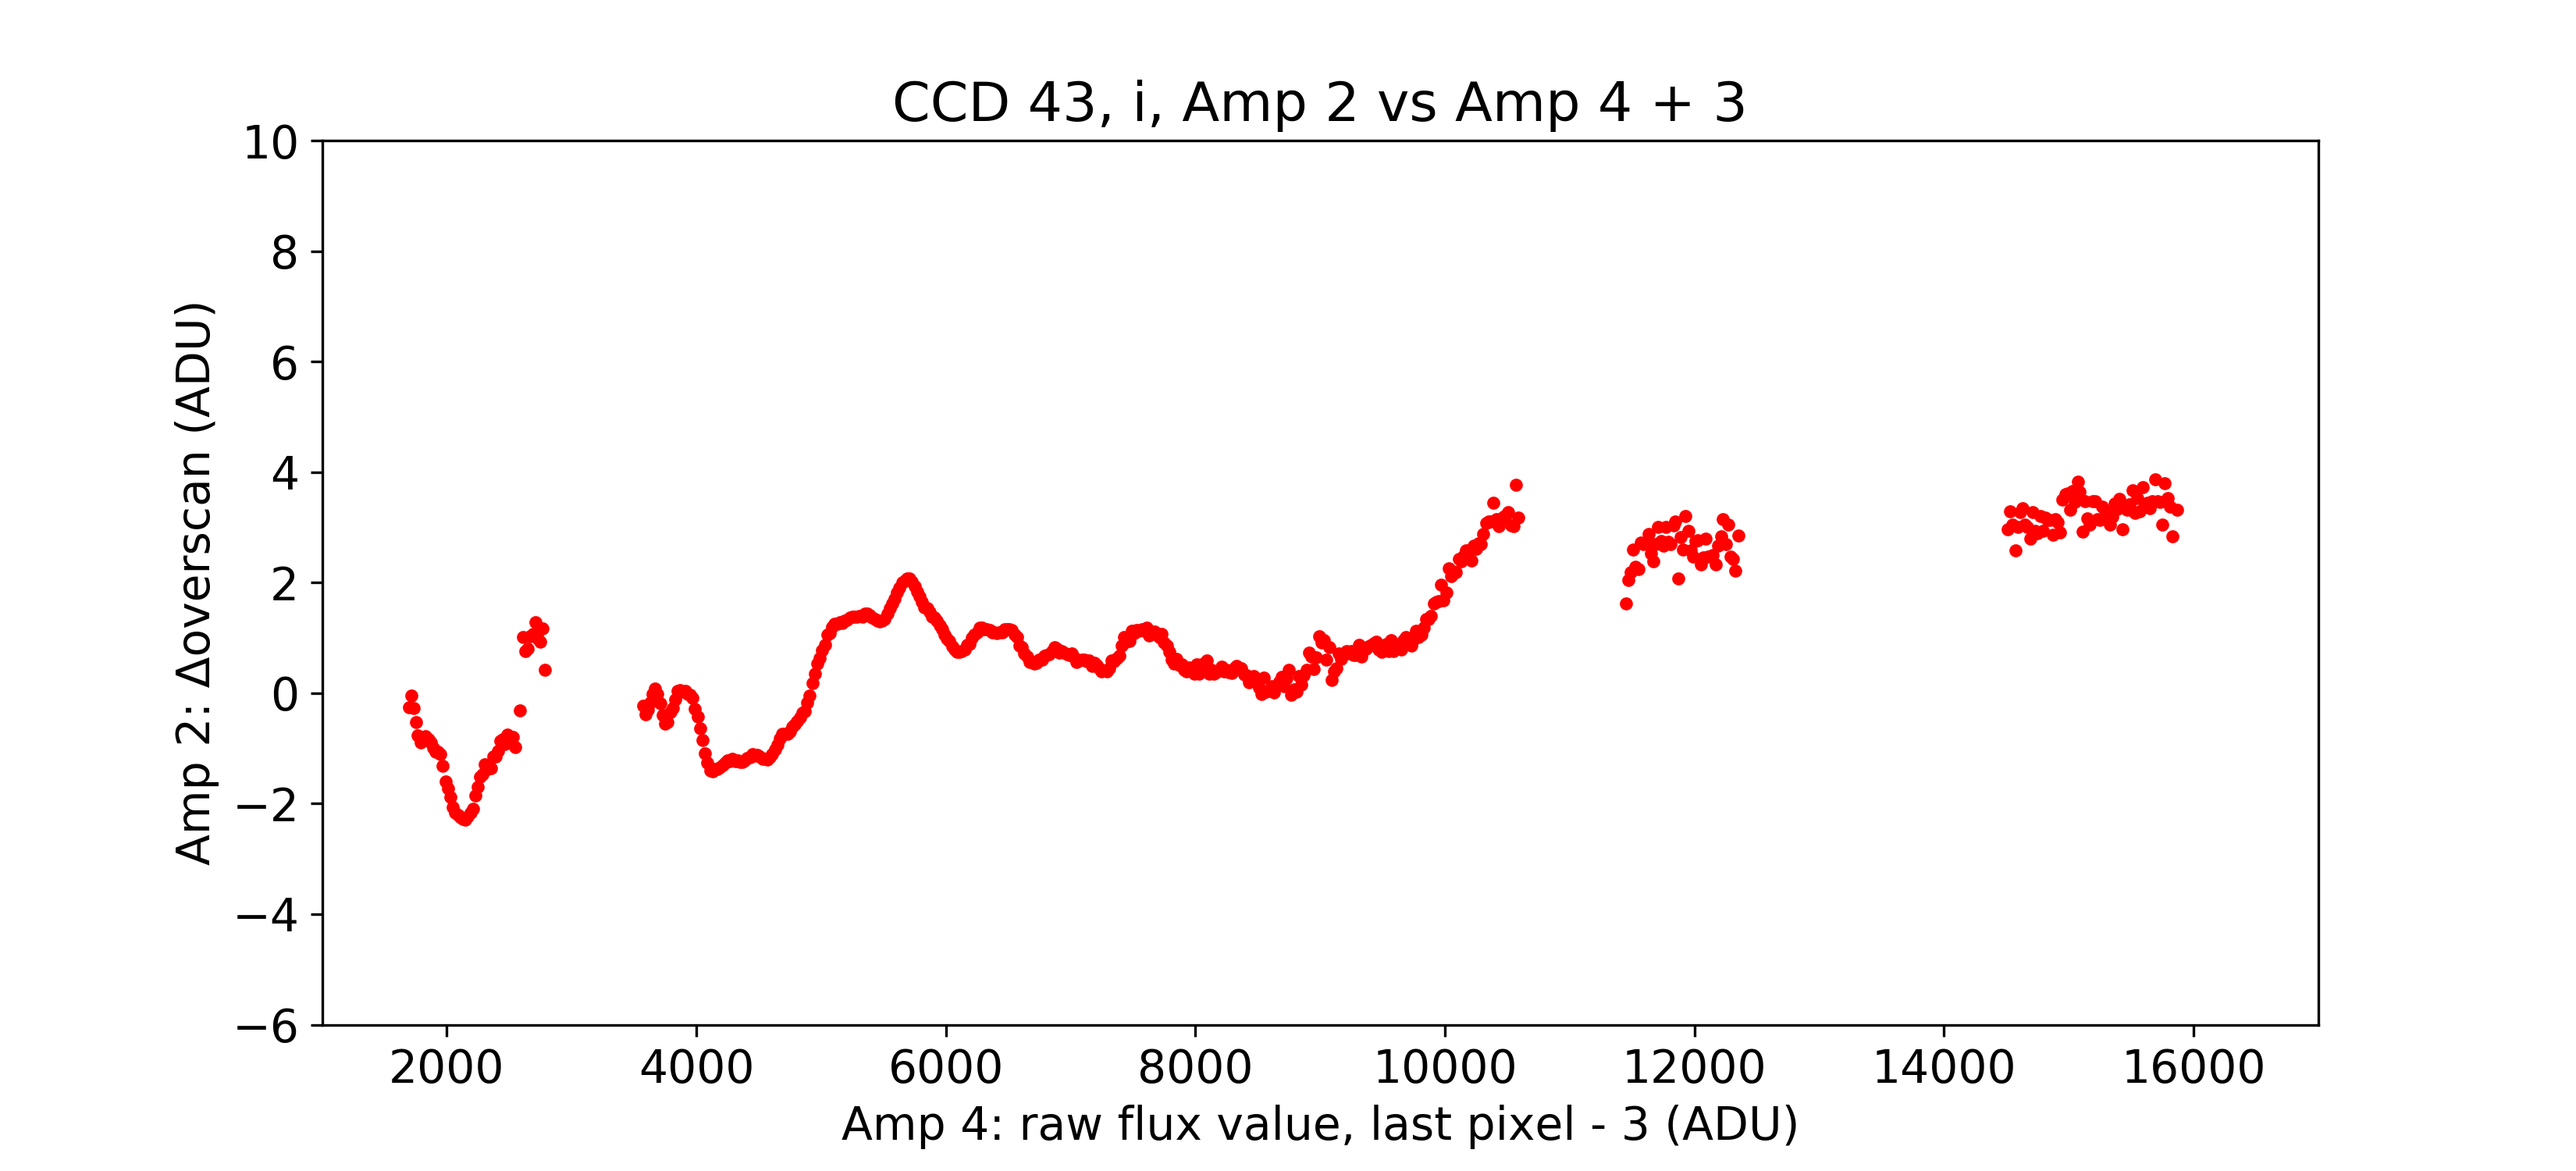 CCD 43, i, Amp 2 vs Amp 4 + 3
10
8
6
4
2
0
−2
−4
−6
Amp 2: Δoverscan (ADU)
2000 4000 6000 8000 10000 12000 14000 16000
Amp 4: raw flux value, last pixel - 3 (ADU)